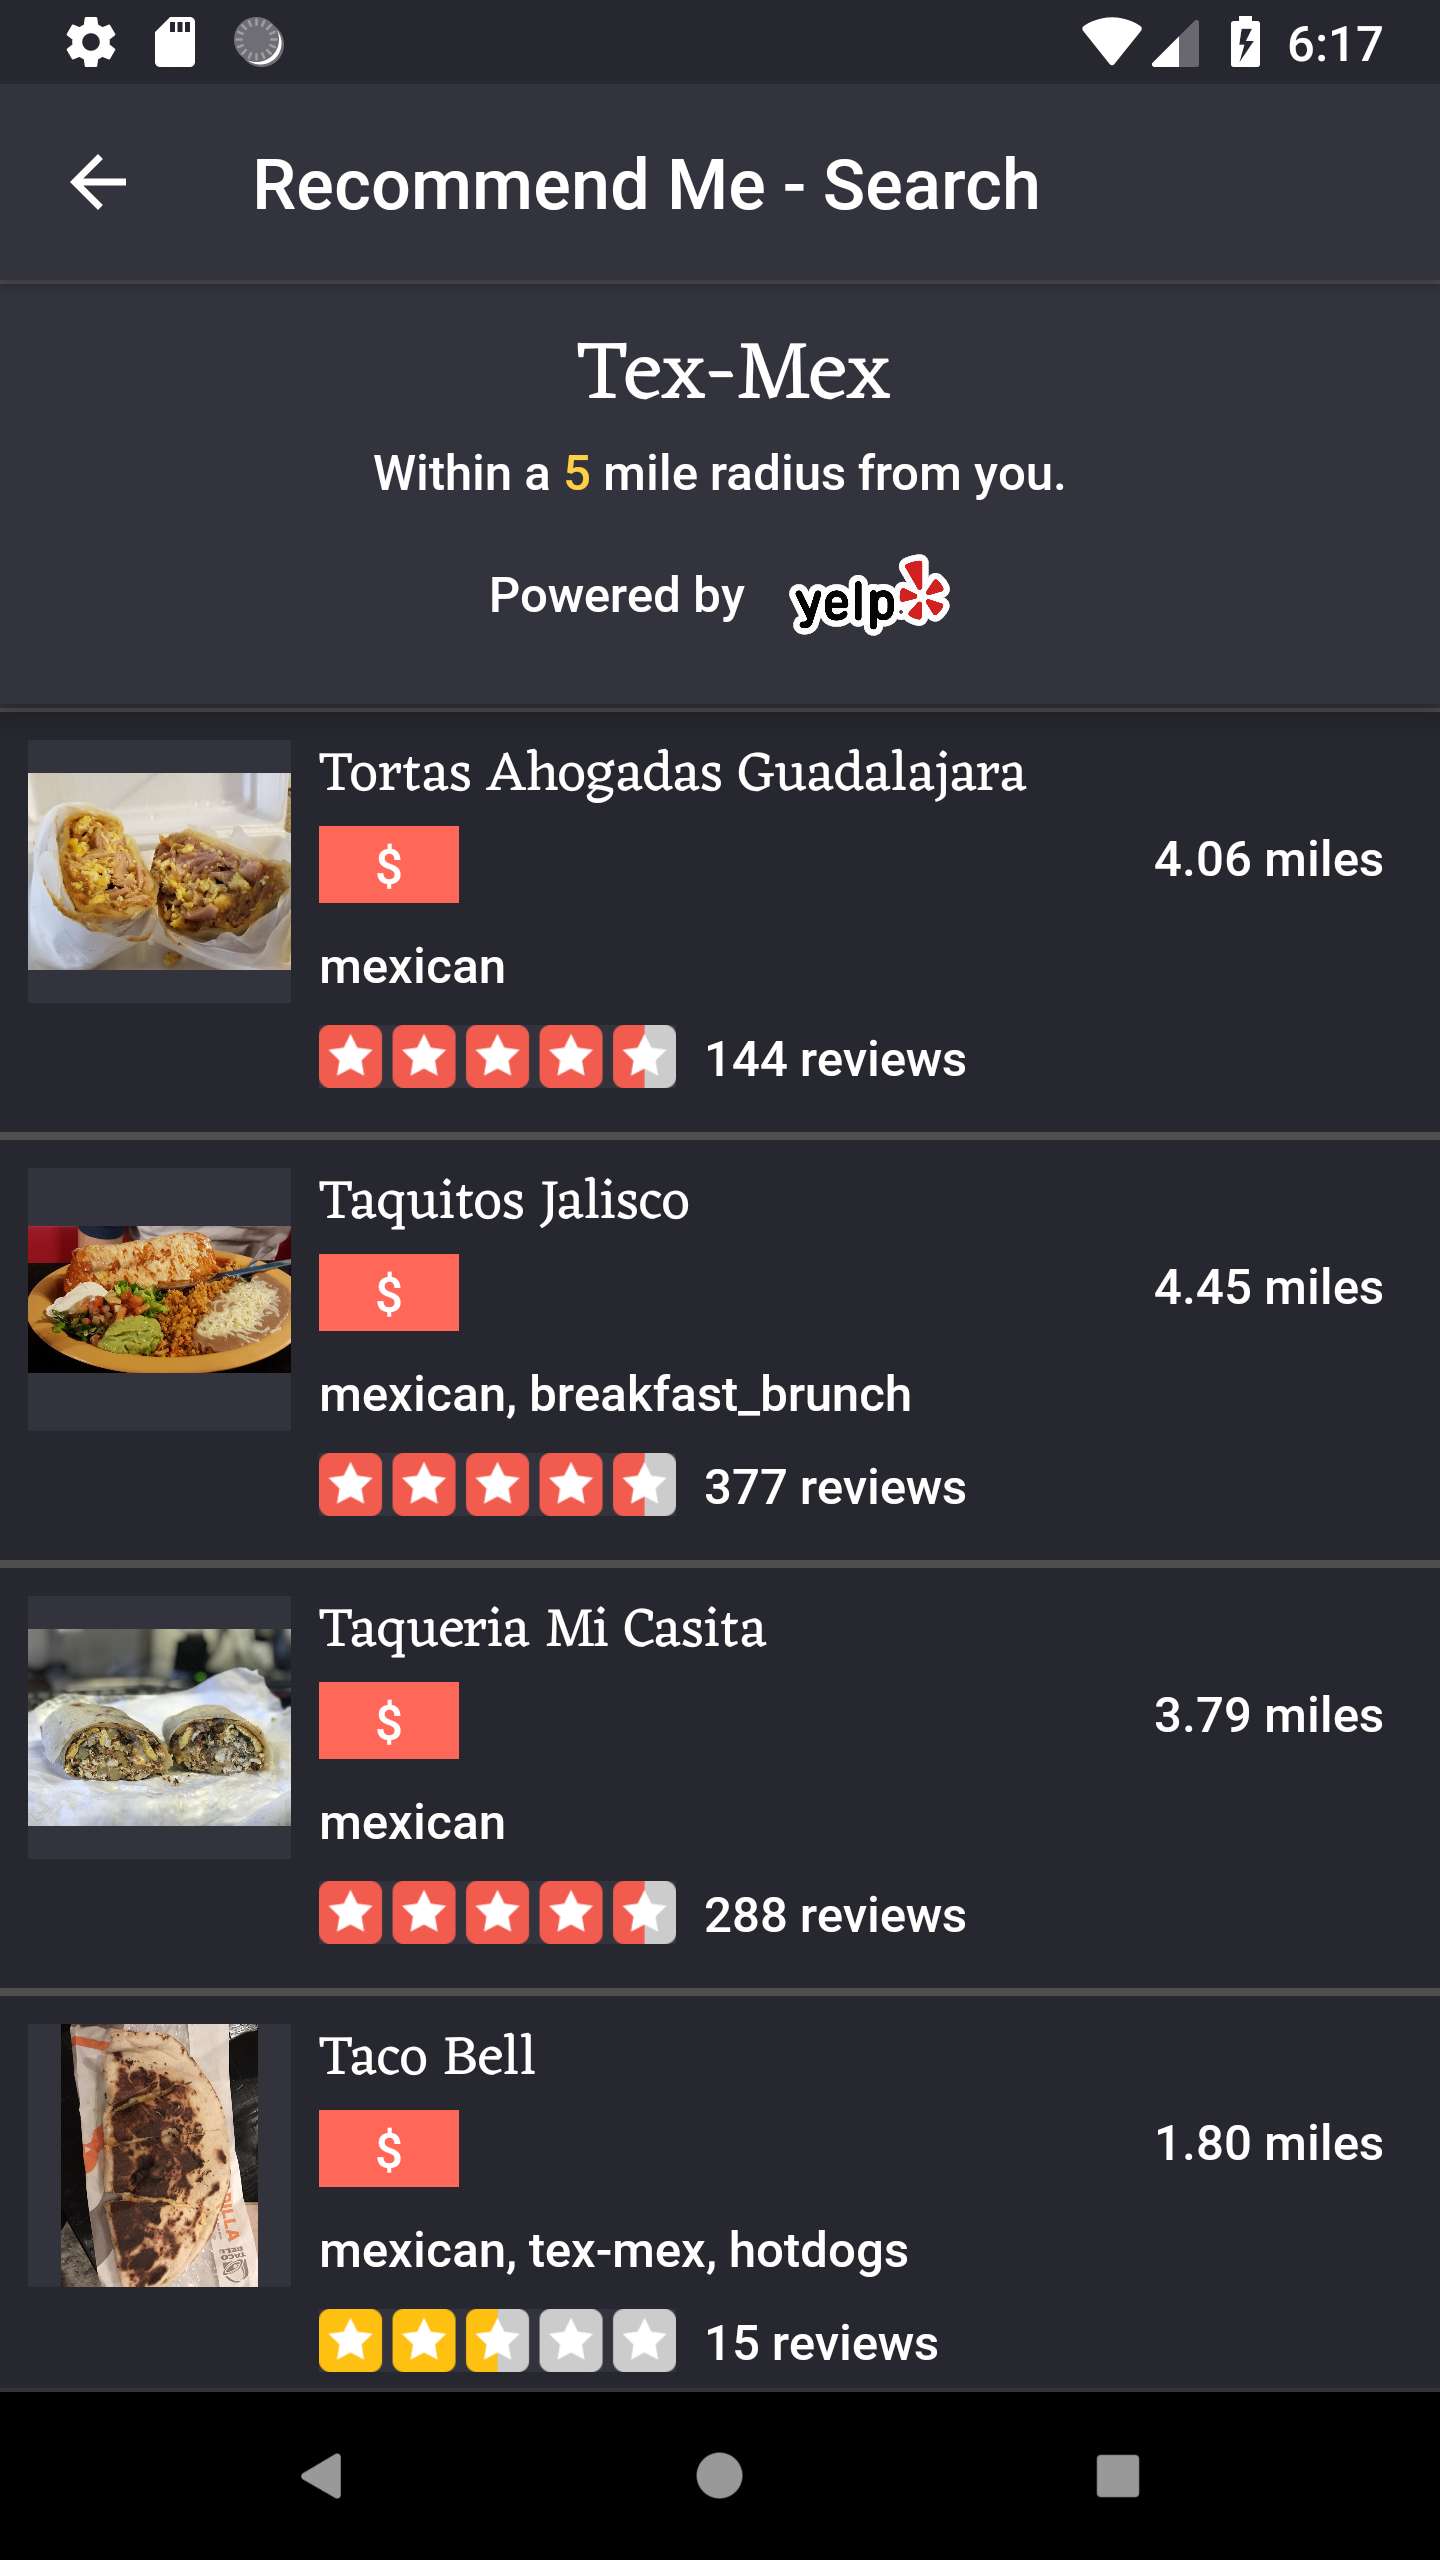 6:17
Recommend Me - Search
Tex-Mex
Within a 5 mile radius from you.
Powered by yelp
Tortas Ahogadas Guadalajara
$
4.06 miles
mexican
144 reviews
Taquitos Jalisco
$
4.45 miles
mexican, breakfast_brunch
377 reviews
Taqueria Mi Casita
$
3.79 miles
mexican
288 reviews
Taco Bell
$
1.80 miles
mexican, tex-mex, hotdogs
15 reviews